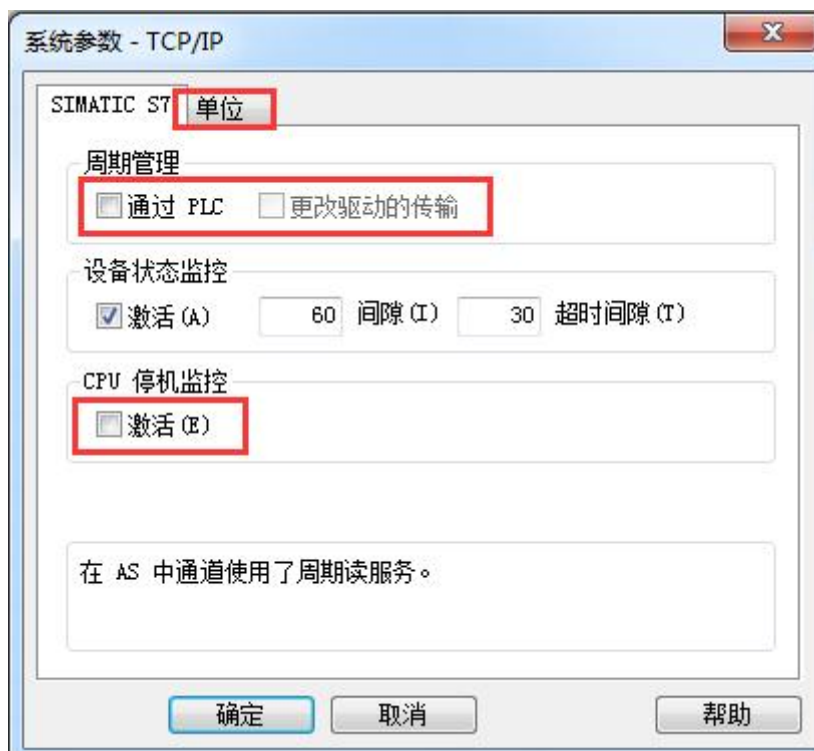 系统参数 - TCP/IP
SIMATIC S7 单位
周期管理
通过 PLC 更改驱动的传输
设备状态监控
激活(A) 60 间隙(I) 30 超时间隙(T)
CPU 停机监控
激活(E)
在 AS 中通道使用了周期读服务。
确定 取消 帮助